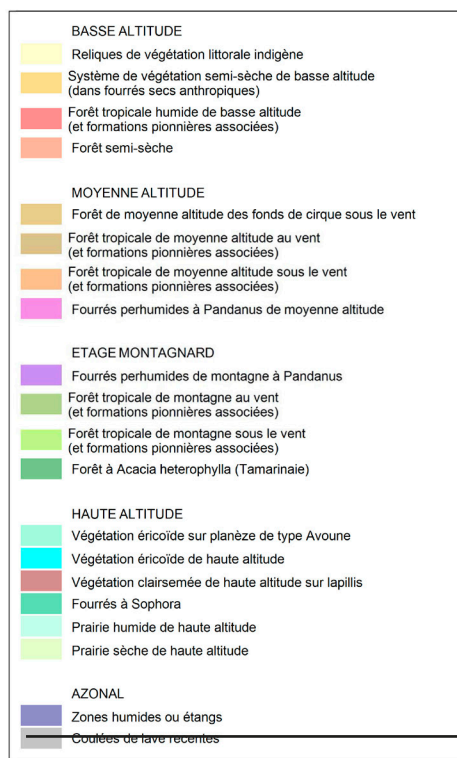 BASSE ALTITUDE
Reliques de végétation littorale indigène
Système de végétation semi-sèche de basse altitude
(dans fourrés secs anthropiques)
Forêt tropicale humide de basse altitude
(et formations pionnières associées)
Forêt semi-sèche
MOYENNE ALTITUDE
Forêt de moyenne altitude des fonds de cirque sous le vent
Forêt tropicale de moyenne altitude au vent
(et formations pionnières associées)
Forêt tropicale de moyenne altitude sous le vent
(et formations pionnières associées)
Fourrés perhumides à Pandanus de moyenne altitude
ETAGE MONTAGNARD
Fourrés perhumides de montagne à Pandanus
Forêt tropicale de montagne au vent
(et formations pionnières associées)
Forêt tropicale de montagne sous le vent
(et formations pionnières associées)
Forêt à Acacia heterophylla (Tamarinaie)
HAUTE ALTITUDE
Végétation éricoïde sur planèze de type Avoune
Végétation éricoïde de haute altitude
Végétation clairsemée de haute altitude sur lapillis
Fourrés à Sophora
Prairie humide de haute altitude
Prairie sèche de haute altitude
AZONAL
Zones humides ou étangs
Coulées de lave recentes